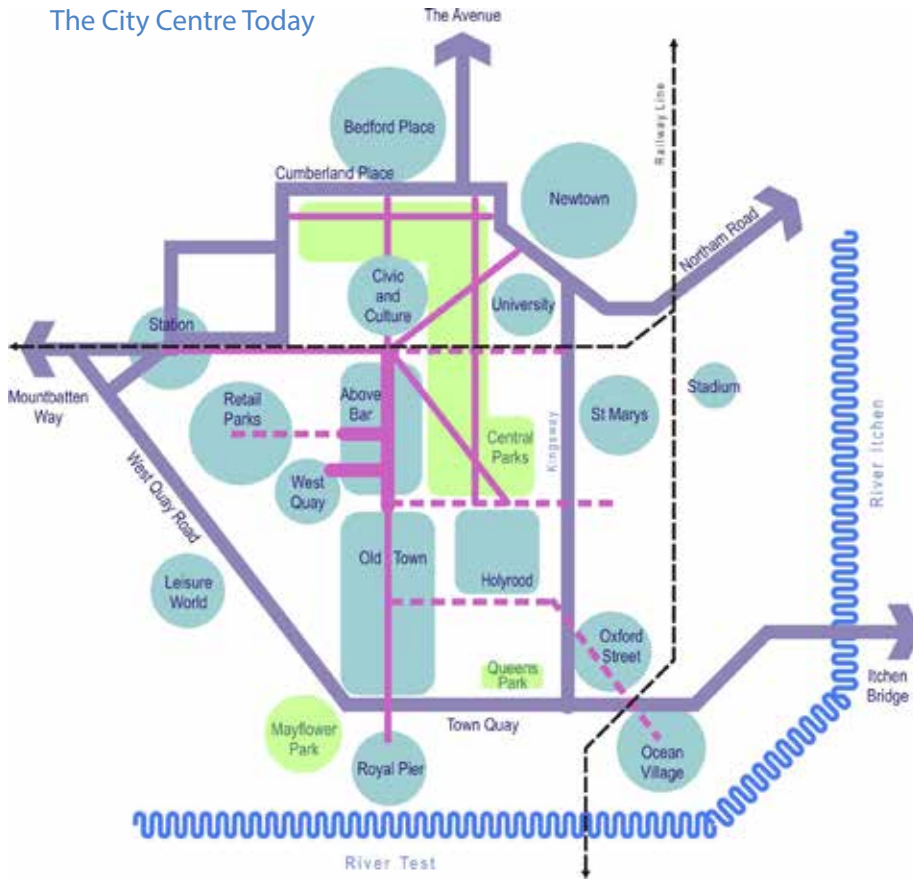 The City Centre Today
The Avenue
Bedford Place
Cumberland Place
Newtown
Railway Line
Northam Road
Civic
and
Culture
University
Station
Mountbatten
Way
Retail
Parks
Above
Bar
Central
Parks
Kingsway
St Marys
Stadium
River Itchen
West
Quay
West Quay Road
Old Town
Holyrood
Leisure
World
Oxford
Street
Queens
Park
Itchen
Bridge
Mayflower
Park
Town Quay
Royal Pier
Ocean
Village
River Test